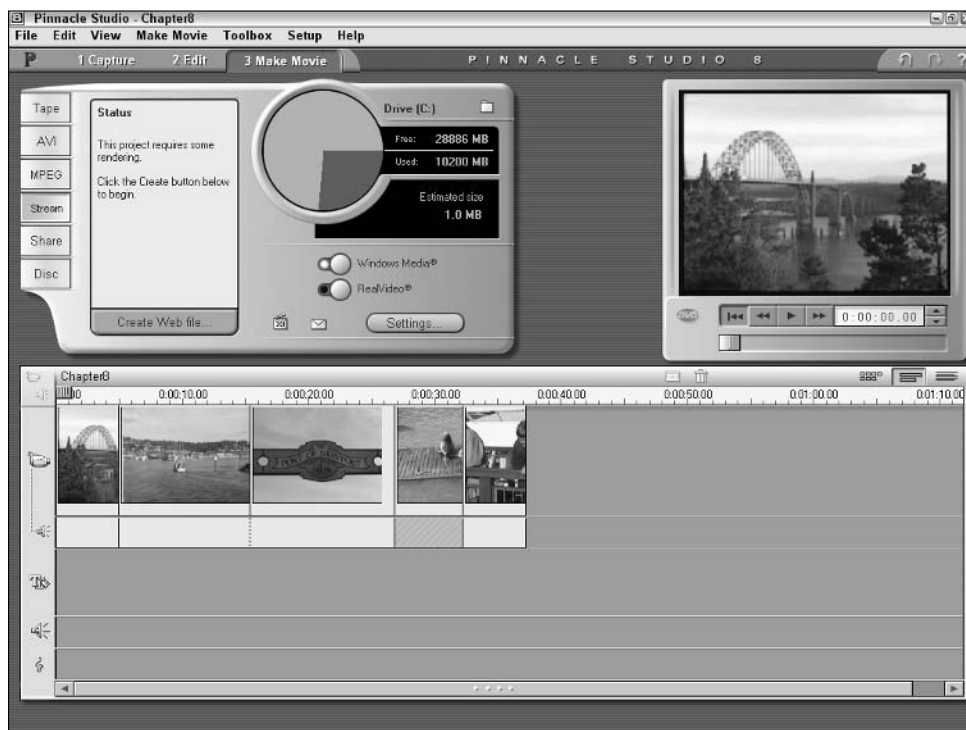 Pinnacle Studio - Chapter8
File Edit View Make Movie Toolbox Setup Help
P 1 Capture 2 Edit 3 Make Movie PINNACLE STUDIO 8 ?
Tape
AVI
MPEG
Stream
Share
Disc
Status
This project requires some
rendering.
Click the Create button below
to begin.
Create Web file...
Drive (C:)
Free: 28886 MB
Used: 10200 MB
Estimated size
1.0 MB
Windows Media®
RealVideo®
Settings...
DVD
0:00:00.00
Chapter8
0:00:10.00 0:00:20.00 0:00:30.00 0:00:40.00 0:00:50.00 0:01:00.00 0:01:10.00